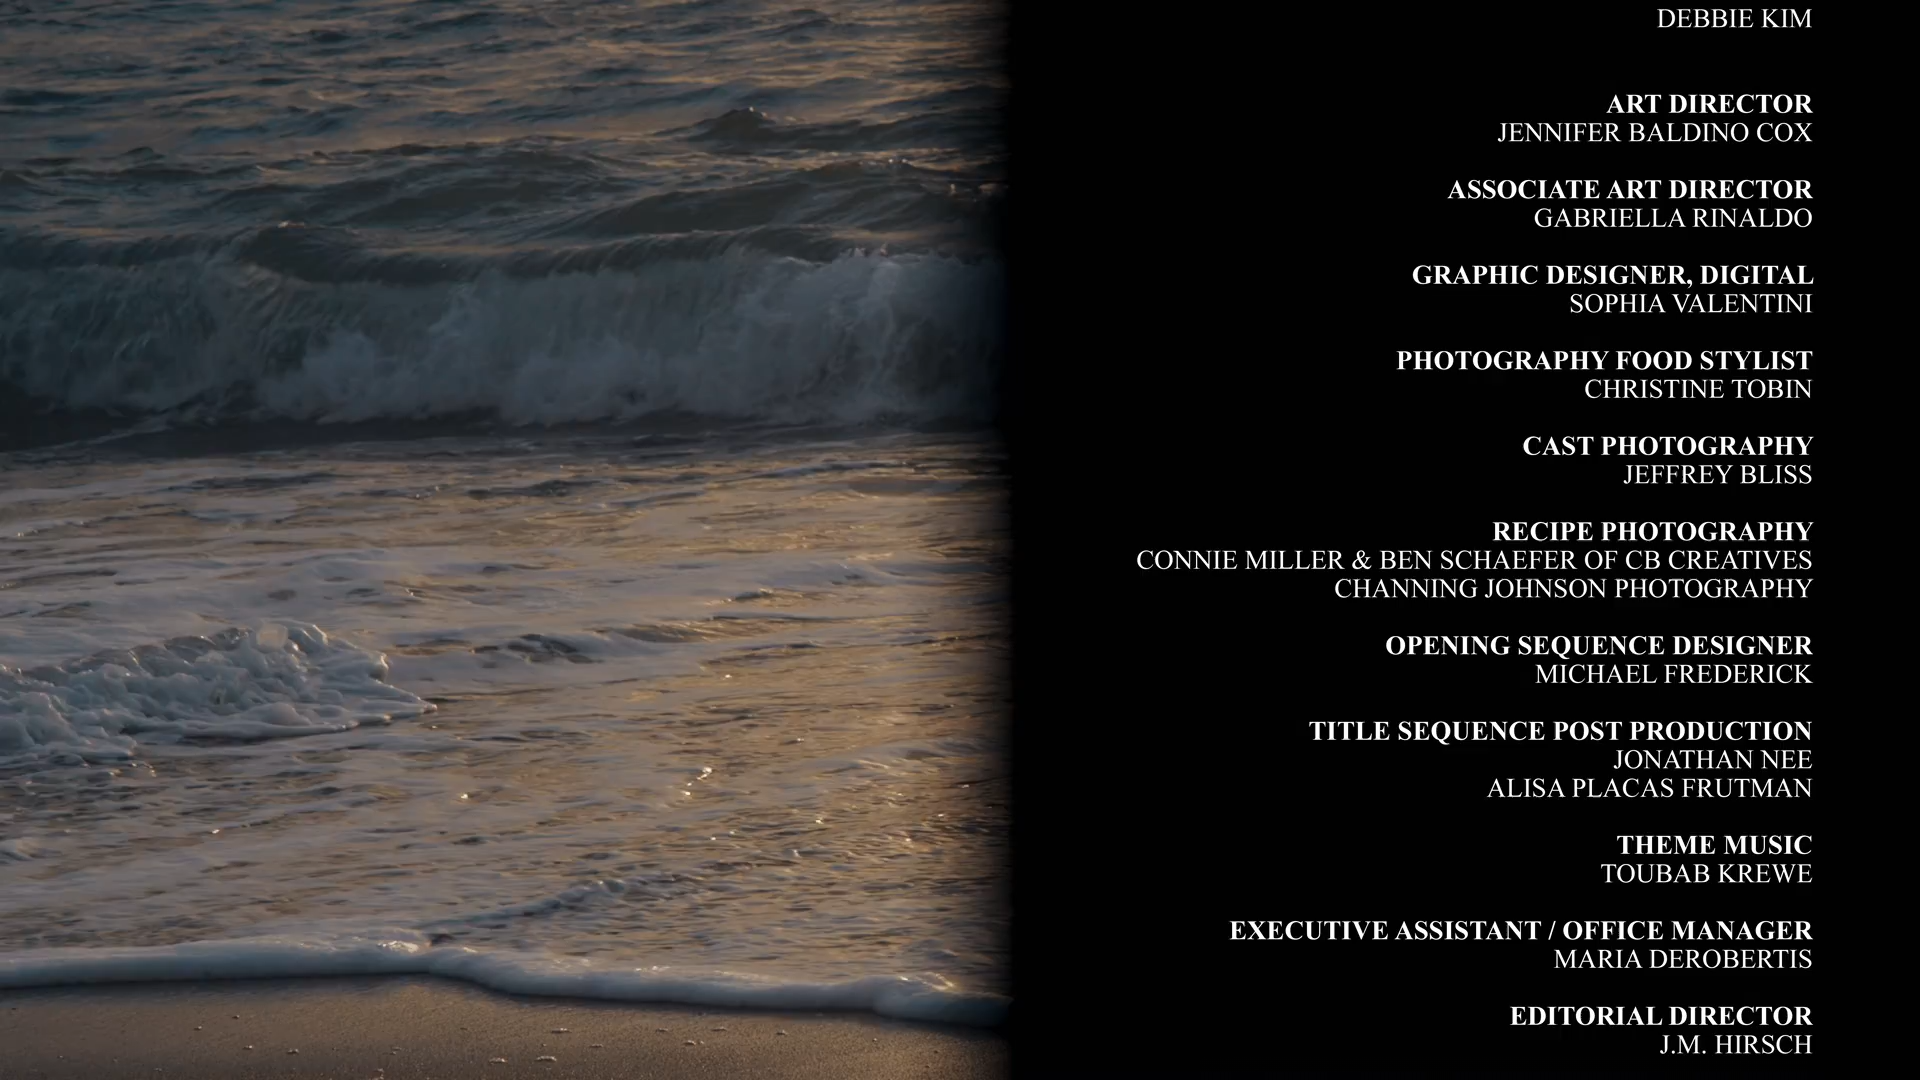 DEBBIE KIM
ART DIRECTOR
JENNIFER BALDINO COX
ASSOCIATE ART DIRECTOR
GABRIELLA RINALDO
GRAPHIC DESIGNER, DIGITAL
SOPHIA VALENTINI
PHOTOGRAPHY FOOD STYLIST
CHRISTINE TOBIN
CAST PHOTOGRAPHY
JEFFREY BLISS
RECIPE PHOTOGRAPHY
CONNIE MILLER & BEN SCHAEFER OF CB CREATIVES
CHANNING JOHNSON PHOTOGRAPHY
OPENING SEQUENCE DESIGNER
MICHAEL FREDERICK
TITLE SEQUENCE POST PRODUCTION
JONATHAN NEE
ALISA PLACAS FRUTMAN
THEME MUSIC
TOUBAB KREWE
EXECUTIVE ASSISTANT / OFFICE MANAGER
MARIA DEROBERTIS
EDITORIAL DIRECTOR
J.M. HIRSCH